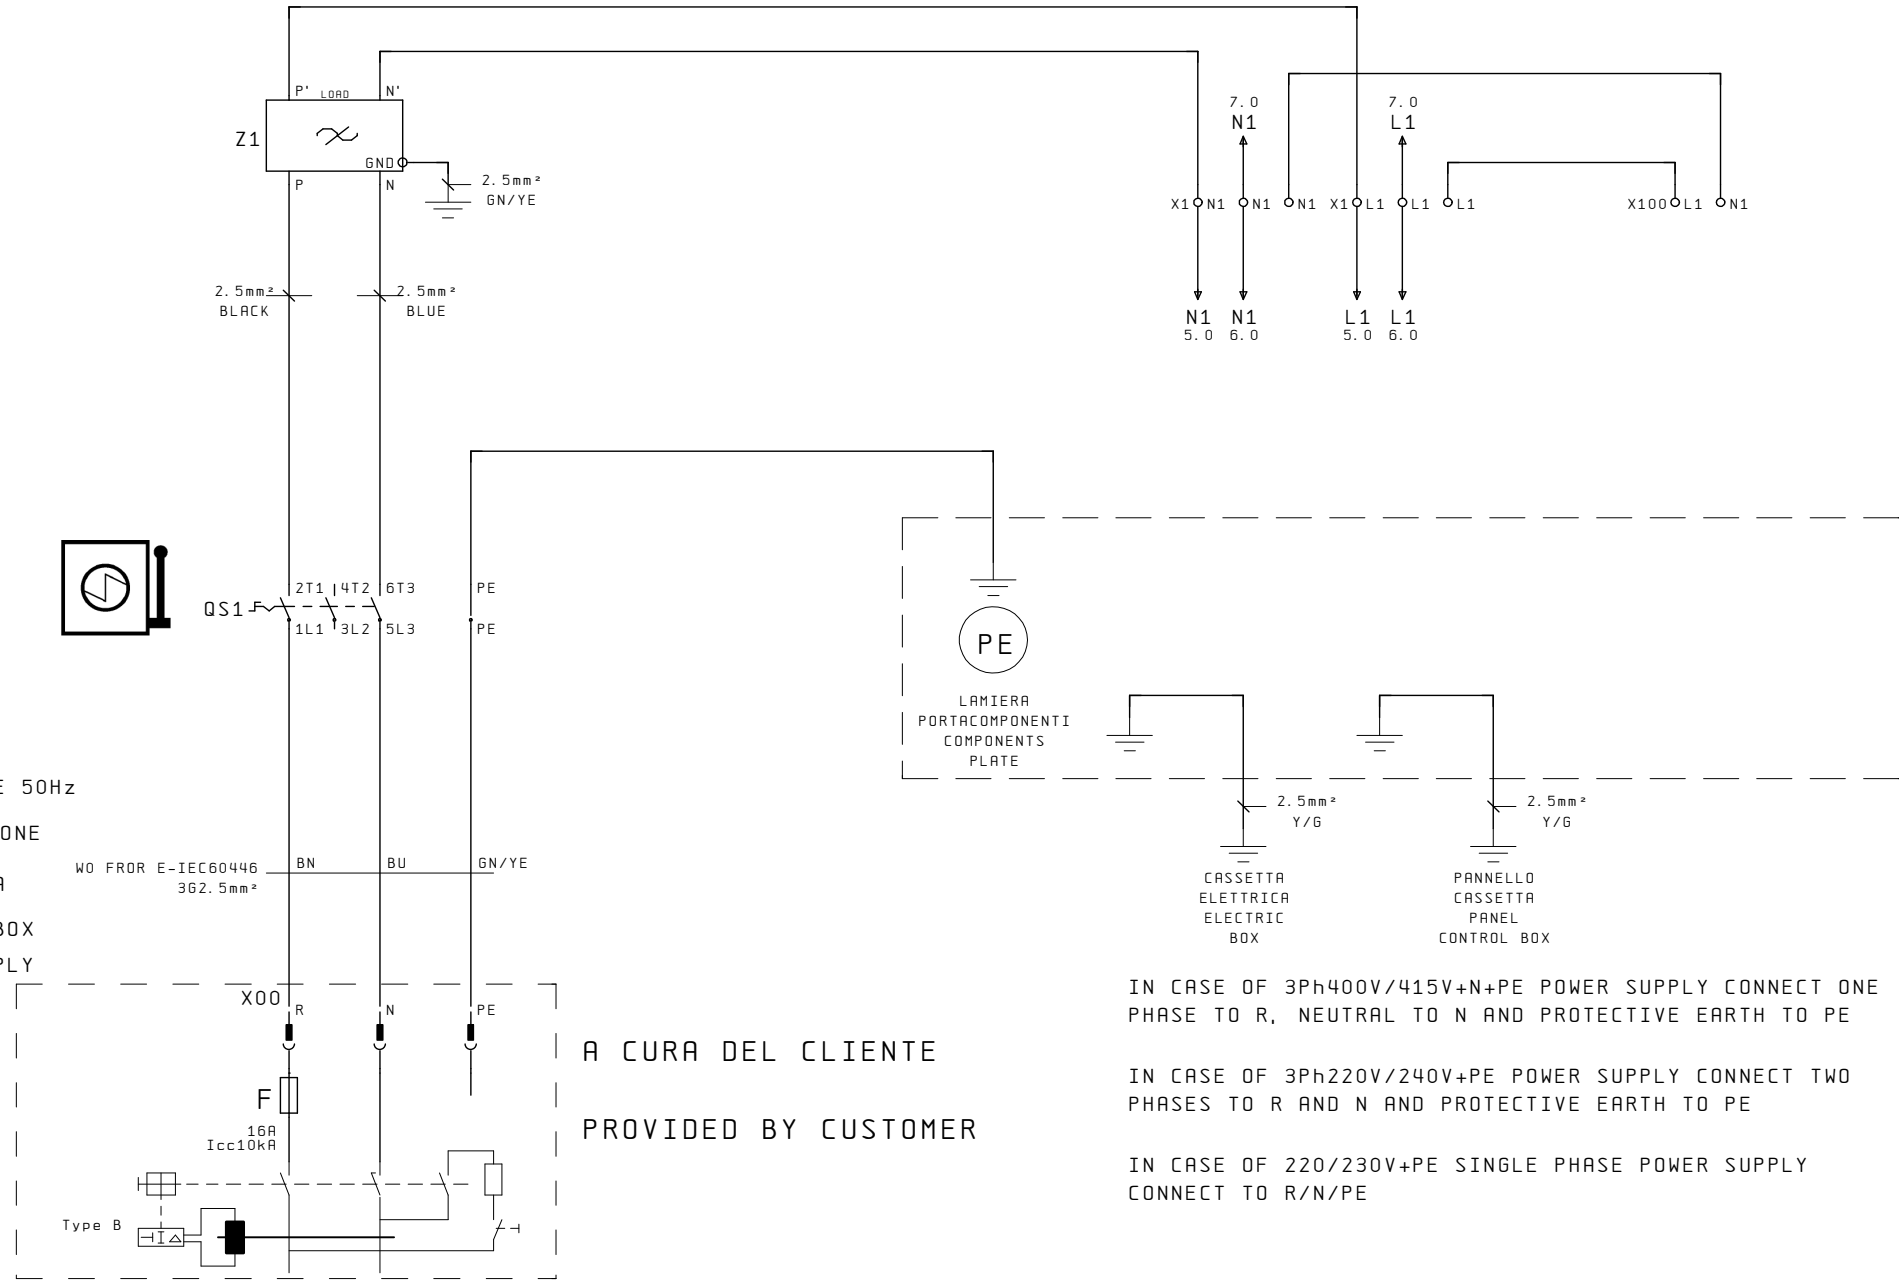 P' LOAD N'
Z1
GND
P N
2.5mm²
GN/YE
7.0 7.0
N1 L1
X1 N1 N1 N1 X1 L1 L1 L1 X100 L1 N1
2.5mm² 2.5mm²
BLACK BLUE
N1 N1 L1 L1
5.0 6.0 5.0 6.0
2T1 4T2 6T3 PE
QS1
1L1 3L2 5L3 PE
PE
LAMIERA
PORTACOMPONENTI
COMPONENTS
PLATE
E 50Hz
ONE
A
BOX
PLY
2.5mm² 2.5mm²
Y/G Y/G
WO FROR E-IEC60446 BN BU GN/YE
3G2.5mm²
CASSETTA
ELETTRICA
ELECTRIC
BOX
PANNELLO
CASSETTA
PANEL
CONTROL BOX
X00
R N PE
F
16A
Icc10kA
Type B
A CURA DEL CLIENTE
PROVIDED BY CUSTOMER
IN CASE OF 3Ph400V/415V+N+PE POWER SUPPLY CONNECT ONE
PHASE TO R, NEUTRAL TO N AND PROTECTIVE EARTH TO PE
IN CASE OF 3Ph220V/240V+PE POWER SUPPLY CONNECT TWO
PHASES TO R AND N AND PROTECTIVE EARTH TO PE
IN CASE OF 220/230V+PE SINGLE PHASE POWER SUPPLY
CONNECT TO R/N/PE